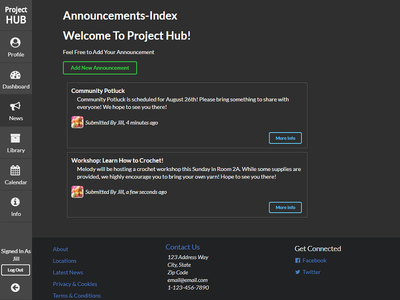 Project
HUB
Profile
Dashboard
News
Library
Calendar
Info
Signed In As
Jill
Log Out
Announcements-Index
Welcome To Project Hub!
Feel Free to Add Your Announcement
Add New Announcement
Community Potluck
Community Potluck is scheduled for August 26th! Please bring something to share with
everyone! We hope to see you there!
Submitted By Jill, 4 minutes ago
More Info
Workshop: Learn How to Crochet!
Melody will be hosting a crochet workshop this Sunday in Room 2A. While some supplies are
provided, we highly encourage you to bring your own yarn! Hope to see you there!
Submitted By Jill, a few seconds ago
More Info
About
Locations
Latest News
Privacy & Cookies
Terms & Conditions
Contact Us
123 Address Way
City, State
Zip Code
email@email.com
1-123-456-7890
Get Connected
Facebook
Twitter